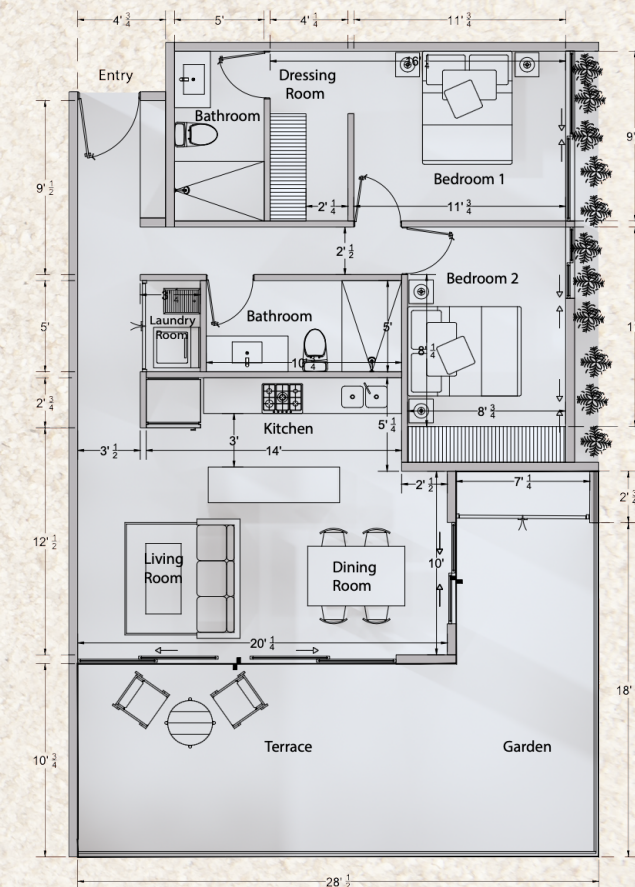 4' 3/4
5'
4' 1/4
11' 3/4
Entry
Dressing
Room
Bathroom
Bedroom 1
9' 1/2
9'
2' 1/4
11' 3/4
2' 1/2
Bedroom 2
Bathroom
Laundry
Room
5'
5'
8' 1/4
8' 3/4
2' 3/4
Kitchen
5' 1/4
3'
3' 1/2
14'
2' 1/2
7' 1/4
12' 1/2
Living
Room
Dining
Room
10'
20' 1/4
18'
10' 3/4
Terrace
Garden
28' 1/2